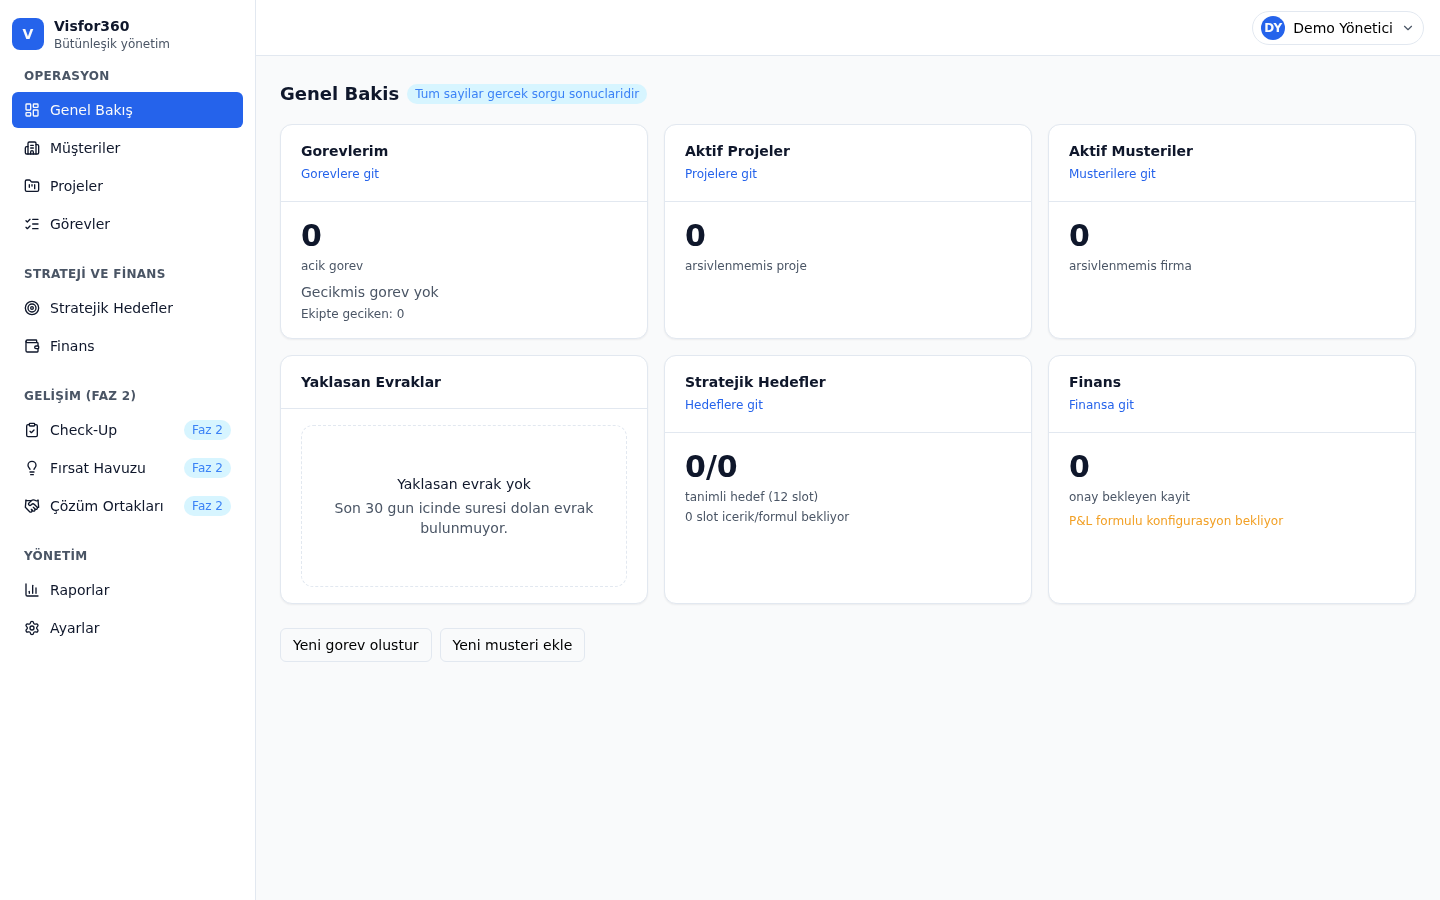 V
Visfor360
Bütünleşik yönetim
OPERASYON
Genel Bakış
Müşteriler
Projeler
Görevler
STRATEJİ VE FİNANS
Stratejik Hedefler
Finans
GELİŞİM (FAZ 2)
Check-Up
Faz 2
Fırsat Havuzu
Faz 2
Çözüm Ortakları
Faz 2
YÖNETİM
Raporlar
Ayarlar
DY
Demo Yönetici
Genel Bakis
Tum sayilar gercek sorgu sonuclaridir
Gorevlerim
Gorevlere git
0
acik gorev
Gecikmis gorev yok
Ekipte geciken: 0
Aktif Projeler
Projelere git
0
arsivlenmemis proje
Aktif Musteriler
Musterilere git
0
arsivlenmemis firma
Yaklasan Evraklar
Yaklasan evrak yok
Son 30 gun icinde suresi dolan evrak
bulunmuyor.
Stratejik Hedefler
Hedeflere git
0/0
tanimli hedef (12 slot)
0 slot icerik/formul bekliyor
Finans
Finansa git
0
onay bekleyen kayit
P&L formulu konfigurasyon bekliyor
Yeni gorev olustur
Yeni musteri ekle